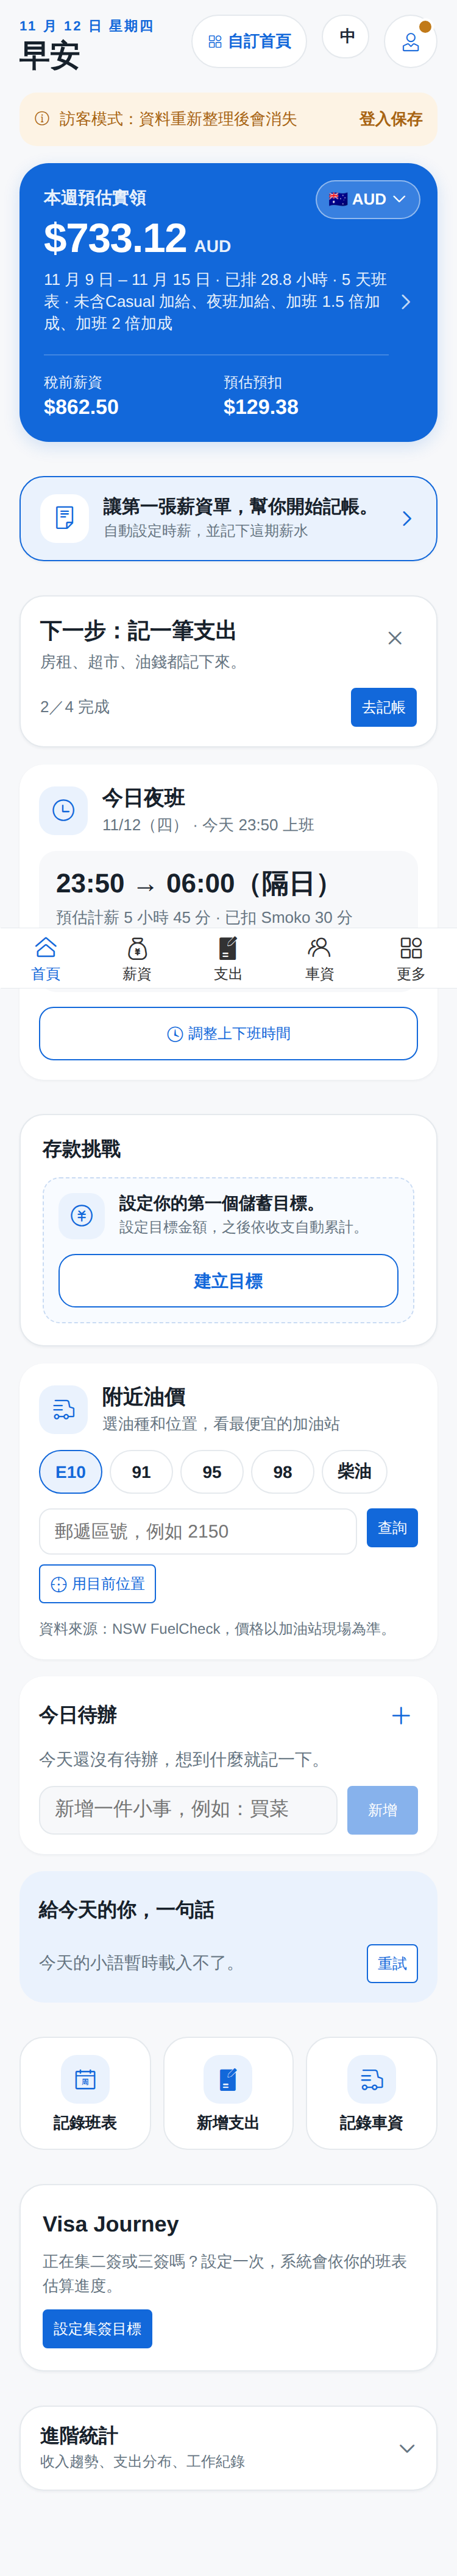 11 月 12 日 星期四
早安
自訂首頁
中
訪客模式：資料重新整理後會消失
登入保存
本週預估實領
AUD
$733.12 AUD
11 月 9 日 – 11 月 15 日 · 已排 28.8 小時 · 5 天班
表 · 未含Casual 加給、夜班加給、加班 1.5 倍加
成、加班 2 倍加成
稅前薪資
預估預扣
$862.50
$129.38
讓第一張薪資單，幫你開始記帳。
自動設定時薪，並記下這期薪水
下一步：記一筆支出
房租、超市、油錢都記下來。
2／4 完成
去記帳
今日夜班
11/12（四） · 今天 23:50 上班
23:50 → 06:00（隔日）
預估計薪 5 小時 45 分 · 已扣 Smoko 30 分
首頁
薪資
支出
車資
更多
調整上下班時間
存款挑戰
設定你的第一個儲蓄目標。
設定目標金額，之後依收支自動累計。
建立目標
附近油價
選油種和位置，看最便宜的加油站
E10
91
95
98
柴油
郵遞區號，例如 2150
查詢
用目前位置
資料來源：NSW FuelCheck，價格以加油站現場為準。
今日待辦
今天還沒有待辦，想到什麼就記一下。
新增一件小事，例如：買菜
新增
給今天的你，一句話
今天的小語暫時載入不了。
重試
記錄班表
新增支出
記錄車資
Visa Journey
正在集二簽或三簽嗎？設定一次，系統會依你的班表
估算進度。
設定集簽目標
進階統計
收入趨勢、支出分布、工作紀錄